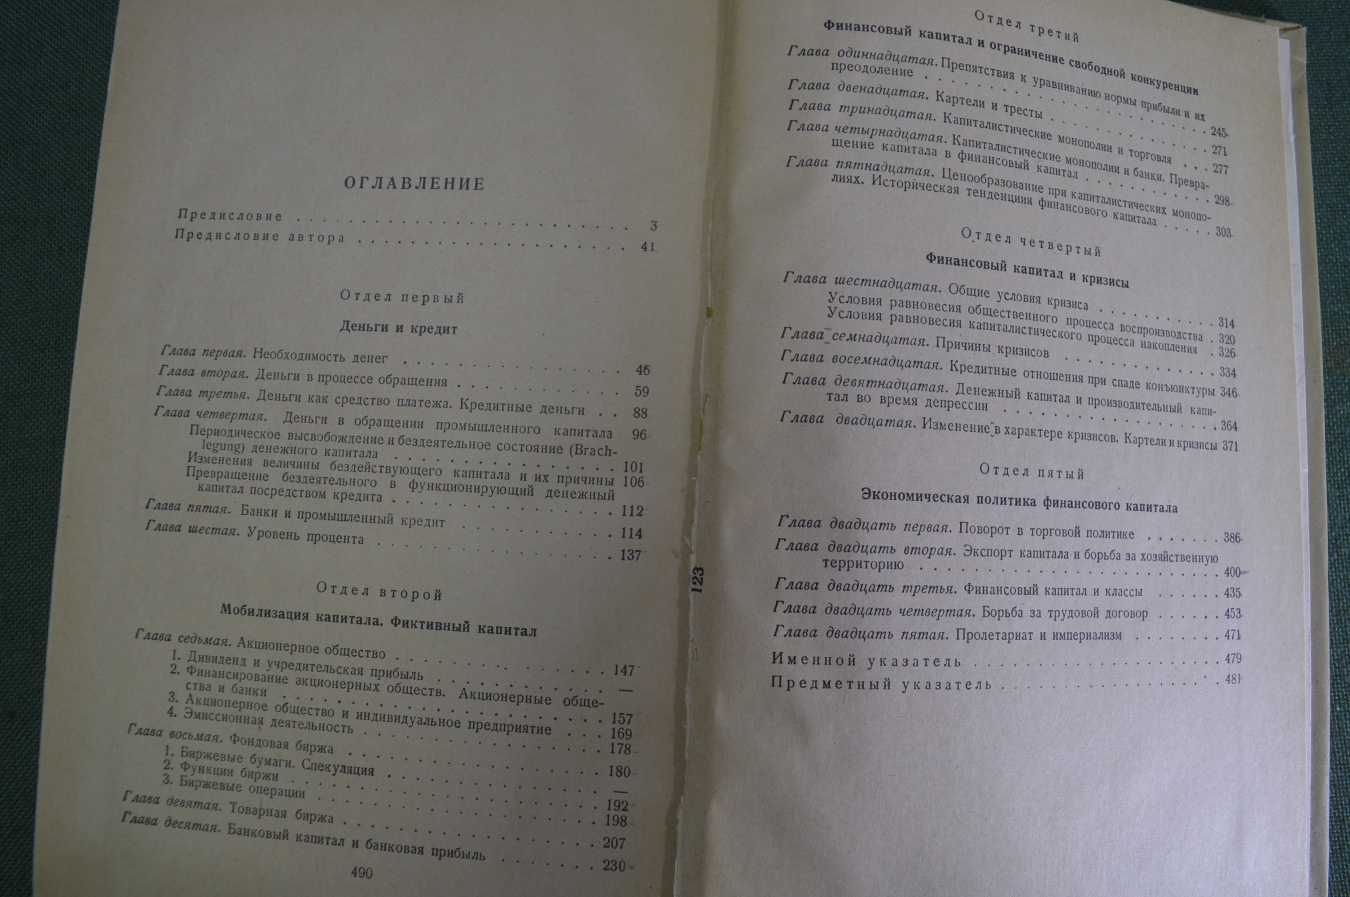 ОГЛАВЛЕНИЕ
Предисловие . . . . . . . . . . . . . . . . . . . . . . . 3
Предисловие автора . . . . . . . . . . . . . . . . . . 41
Отдел первый
Деньги и кредит
Глава первая. Необходимость денег . . . . . . . . . . . . 46
Глава вторая. Деньги в процессе обращения . . . . . . . . . 59
Глава третья. Деньги как средство платежа. Кредитные деньги . . 88
Глава четвертая. Деньги в обращении промышленного капитала 96
Периодическое высвобождение и бездеятельное состояние (Brach-
legung) денежного капитала . . . . . . . . . . . . . . 101
Изменения величины бездействующего капитала и их причины 106
Превращение бездеятельного в функционирующий денежный
капитал посредством кредита . . . . . . . . . . . . . . 112
Глава пятая. Банки и промышленный кредит . . . . . . . . . 114
Глава шестая. Уровень процента . . . . . . . . . . . . . 137
Отдел второй
Мобилизация капитала. Фиктивный капитал
Глава седьмая. Акционерное общество . . . . . . . . . . . 147
1. Дивиденд и учредительская прибыль . . . . . . . . . . —
2. Финансирование акционерных обществ. Акционерные обще-
ства и банки . . . . . . . . . . . . . . . . . . 157
3. Акционерное общество и индивидуальное предприятие . . . 169
4. Эмиссионная деятельность . . . . . . . . . . . . . . 178
Глава восьмая. Фондовая биржа . . . . . . . . . . . . . . 180
1. Биржевые бумаги. Спекуляция . . . . . . . . . . . . —
2. Функции биржи . . . . . . . . . . . . . . . . . . 192
3. Биржевые операции . . . . . . . . . . . . . . . . 198
Глава девятая. Товарная биржа . . . . . . . . . . . . . . 207
Глава десятая. Банковый капитал и банковая прибыль . . . . . . 230
490
123
Отдел третий
Финансовый капитал и ограничение свободной конкуренции
Глава одиннадцатая. Препятствия к уравниванию нормы прибыли и их
преодоление . . . . . . . . . . . . . . . . . . . . 245
Глава двенадцатая. Картели и тресты . . . . . . . . . . . . 271
Глава тринадцатая. Капиталистические монополии и торговля . . . 277
Глава четырнадцатая. Капиталистические монополии и банки. Превра-
щение капитала в финансовый капитал . . . . . . . . . . 298
Глава пятнадцатая. Ценообразование при капиталистических монопо-
лиях. Историческая тенденция финансового капитала . . . . . 303
Отдел четвертый
Финансовый капитал и кризисы
Глава шестнадцатая. Общие условия кризиса . . . . . . . . . . 314
Условия равновесия общественного процесса воспроизводства . 320
Условия равновесия капиталистического процесса накопления . 326
Глава семнадцатая. Причины кризисов . . . . . . . . . . . . 334
Глава восемнадцатая. Кредитные отношения при спаде конъюнктуры 346
Глава девятнадцатая. Денежный капитал и производительный капи-
тал во время депрессии . . . . . . . . . . . . . . . . 364
Глава двадцатая. Изменение в характере кризисов. Картели и кризисы 371
Отдел пятый
Экономическая политика финансового капитала
Глава двадцать первая. Поворот в торговой политике . . . . . . . 386
Глава двадцать вторая. Экспорт капитала и борьба за хозяйственную
территорию . . . . . . . . . . . . . . . . . . . . . . 400
Глава двадцать третья. Финансовый капитал и классы . . . . . . 435
Глава двадцать четвертая. Борьба за трудовой договор . . . . . . 453
Глава двадцать пятая. Пролетариат и империализм . . . . . . . . 471
Именной указатель . . . . . . . . . . . . . . . . . . . 479
Предметный указатель . . . . . . . . . . . . . . . . . 481